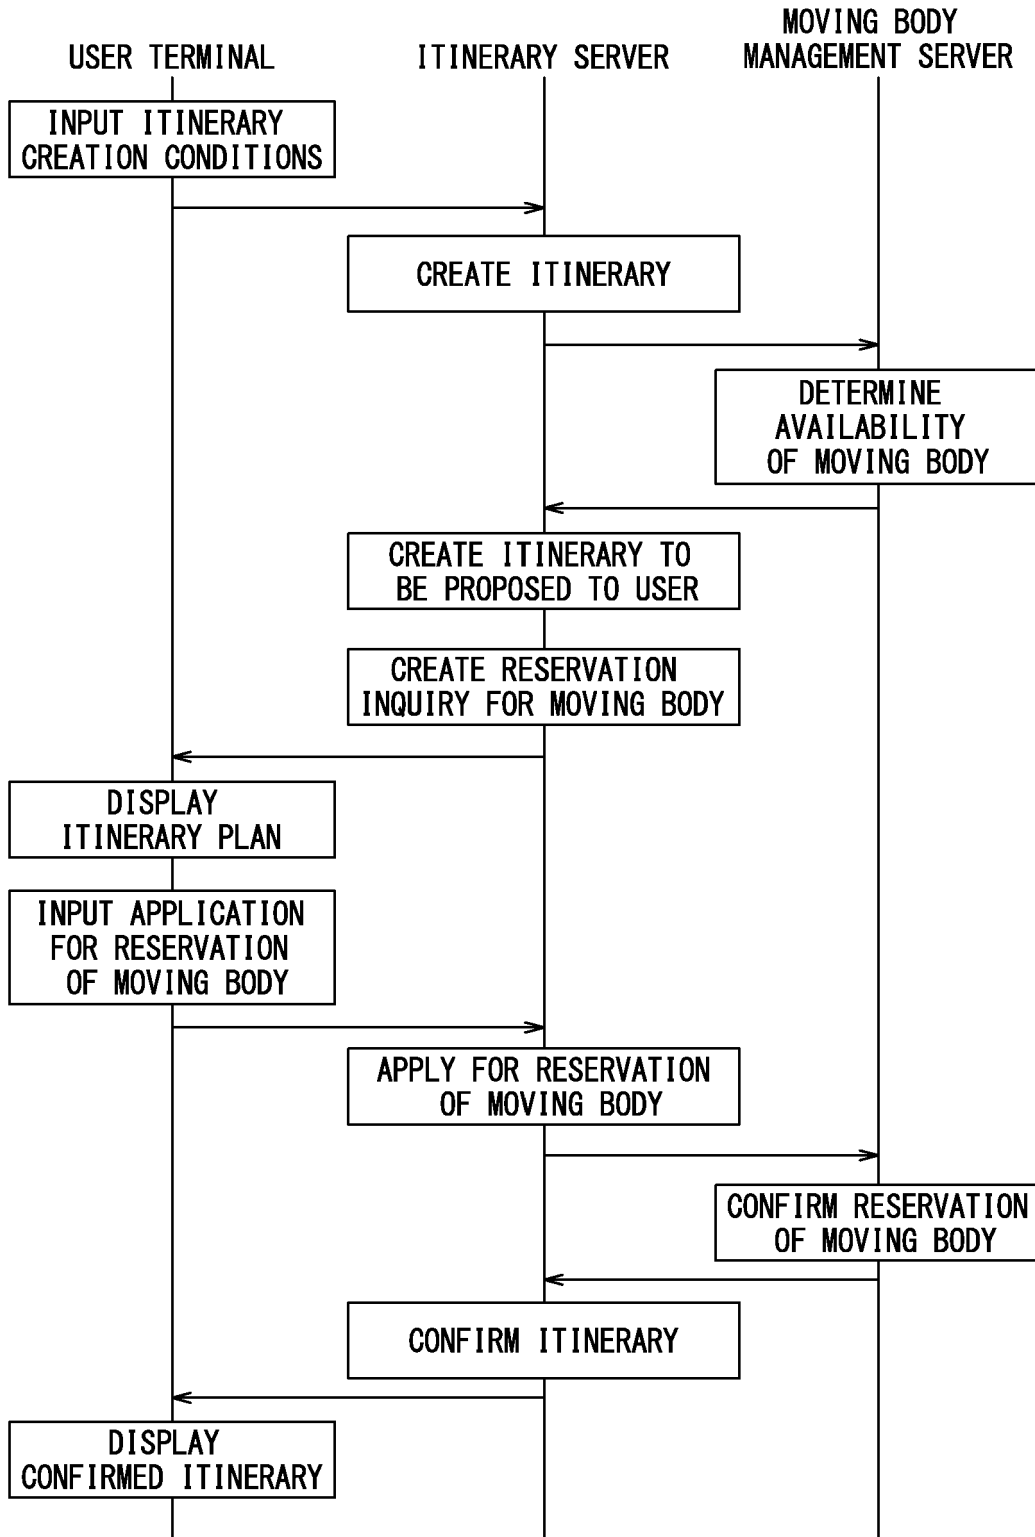 USER TERMINAL
ITINERARY SERVER
MOVING BODY
MANAGEMENT SERVER
INPUT ITINERARY
CREATION CONDITIONS
CREATE ITINERARY
DETERMINE
AVAILABILITY
OF MOVING BODY
CREATE ITINERARY TO
BE PROPOSED TO USER
CREATE RESERVATION
INQUIRY FOR MOVING BODY
DISPLAY
ITINERARY PLAN
INPUT APPLICATION
FOR RESERVATION
OF MOVING BODY
APPLY FOR RESERVATION
OF MOVING BODY
CONFIRM RESERVATION
OF MOVING BODY
CONFIRM ITINERARY
DISPLAY
CONFIRMED ITINERARY